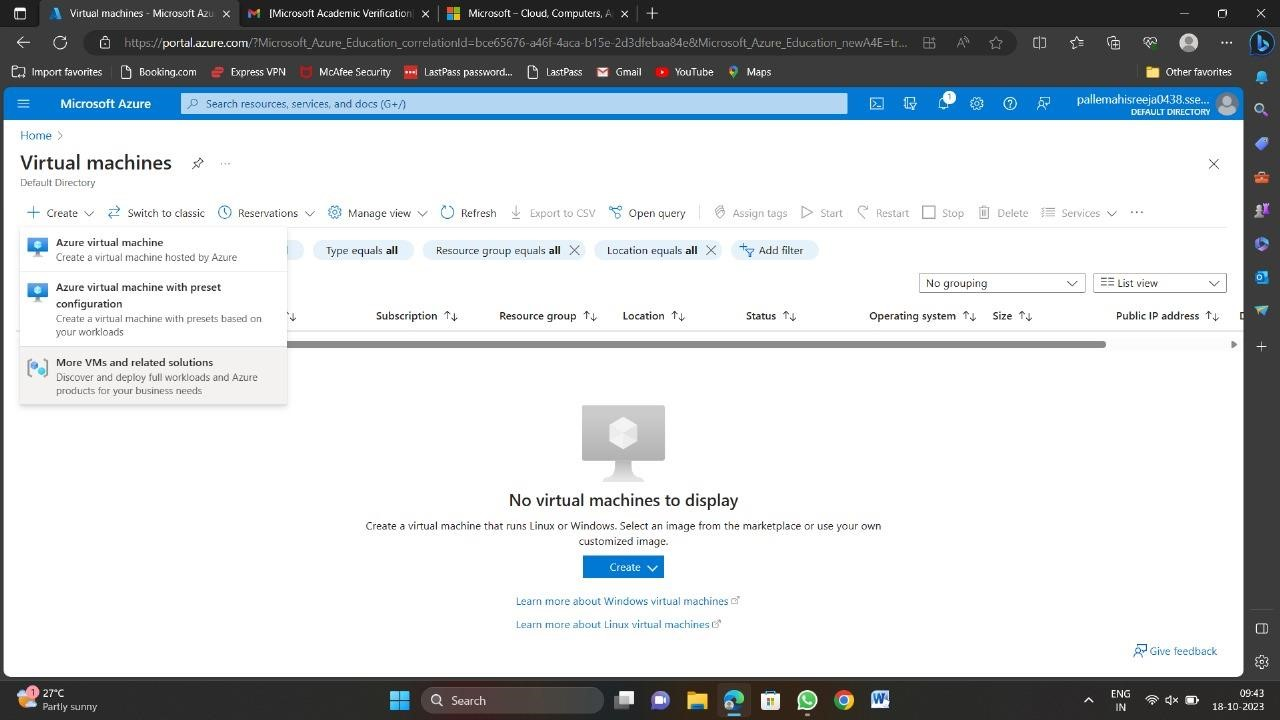 Virtual machines - Microsoft Azu
[Microsoft Academic Verification]
Microsoft – Cloud, Computers, A
https://portal.azure.com/?Microsoft_Azure_Education_correlationId=bce65676-a46f-4aca-b15e-2d3dfebaa84e&Microsoft_Azure_Education_newA4E=tr...
Import favorites
Booking.com
Express VPN
McAfee Security
LastPass password...
LastPass
Gmail
YouTube
Maps
Other favorites
Microsoft Azure
Search resources, services, and docs (G+/)
1
pallemahisreeja0438.sse...
DEFAULT DIRECTORY
Home
Virtual machines
Default Directory
Create
Switch to classic
Reservations
Manage view
Refresh
Export to CSV
Open query
Assign tags
Start
Restart
Stop
Delete
Services
Azure virtual machine
Create a virtual machine hosted by Azure
Azure virtual machine with preset
configuration
Create a virtual machine with presets based on
your workloads
More VMs and related solutions
Discover and deploy full workloads and Azure
products for your business needs
Type equals all
Resource group equals all
Location equals all
Add filter
No grouping
List view
Subscription
Resource group
Location
Status
Operating system
Size
Public IP address
D
No virtual machines to display
Create a virtual machine that runs Linux or Windows. Select an image from the marketplace or use your own
customized image.
Create
Learn more about Windows virtual machines
Learn more about Linux virtual machines
Give feedback
1
27°C
Partly sunny
Search
ENG
IN
09:43
18-10-2023